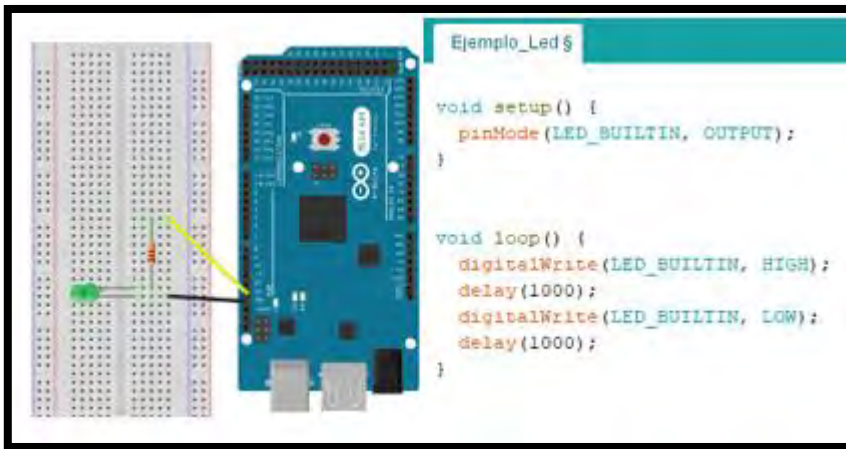 Ejemplo_Led §
void setup() {
pinMode(LED_BUILTIN, OUTPUT);
}
void loop() {
digitalWrite(LED_BUILTIN, HIGH);
delay(1000);
digitalWrite(LED_BUILTIN, LOW);
delay(1000);
}